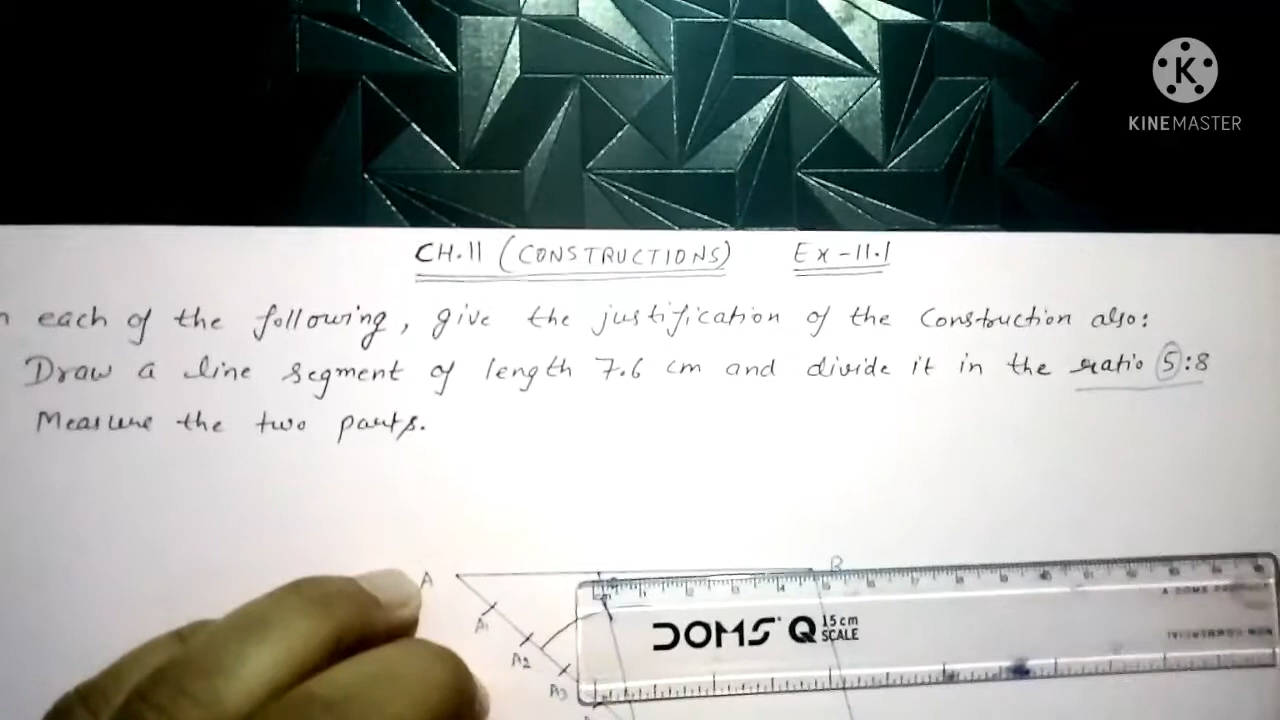 K
KINEMASTER
CH.11 (CONSTRUCTIONS) Ex-11.1
each of the following, give the justification of the Construction also:
Draw a line segment of length 7.6 cm and divide it in the ratio 5:8
Measure the two parts.
A B
A1
A2
A3
DOMS Q 15cm
SCALE